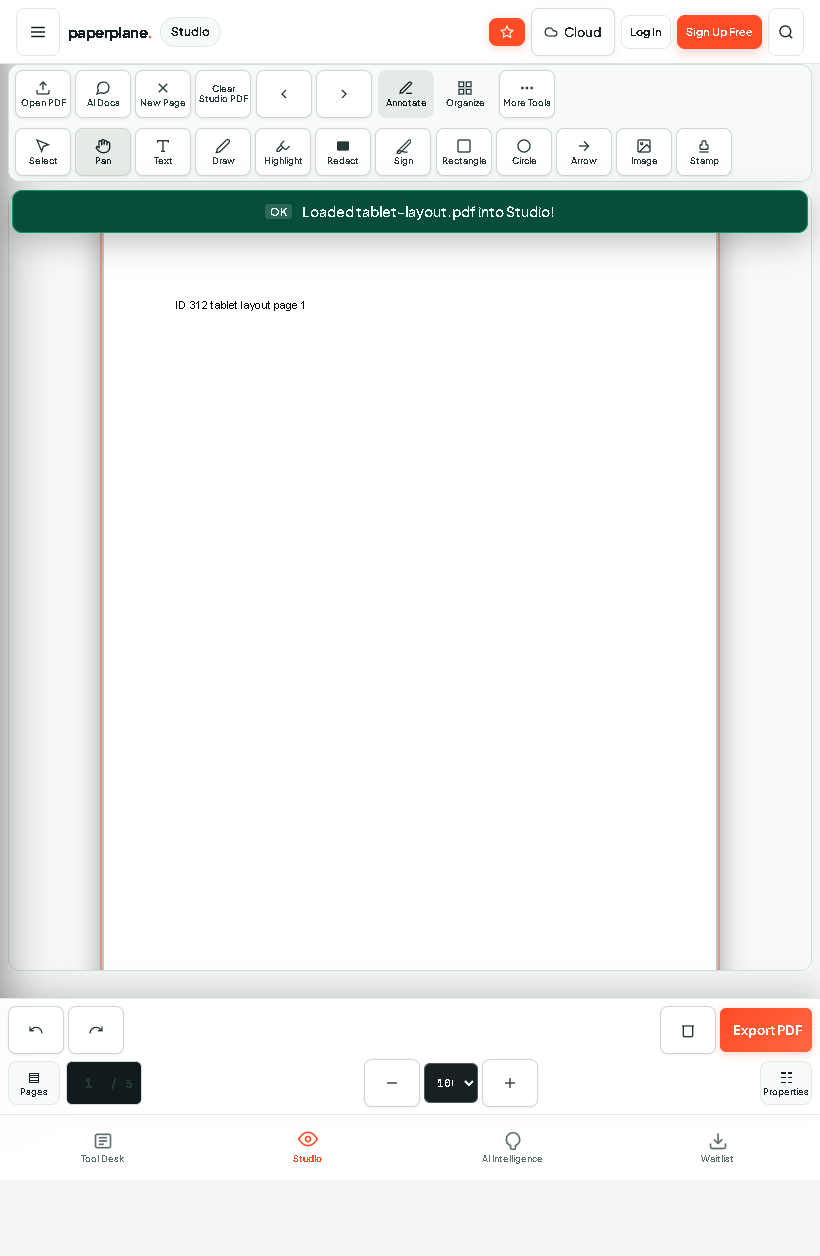 paperplane.
Studio
Cloud
Log In
Sign Up Free
Open PDF
AI Docs
New Page
Clear Studio PDF
Annotate
Organize
More Tools
Select
Pan
Text
Draw
Highlight
Redact
Sign
Rectangle
Circle
Arrow
Image
Stamp
OK Loaded tablet-layout.pdf into Studio!
ID 312 tablet layout page 1
Export PDF
Pages
1 / 5
Properties
Tool Desk
Studio
AI Intelligence
Waitlist